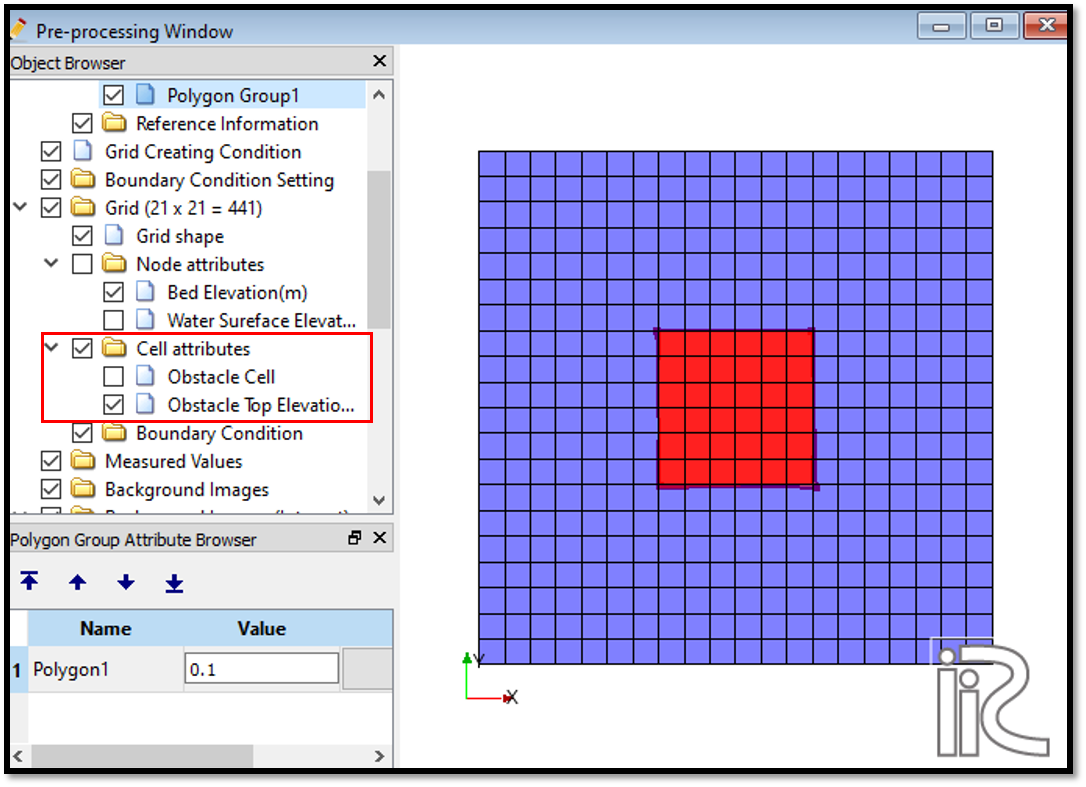 Pre-processing Window
Object Browser
Polygon Group1
Reference Information
Grid Creating Condition
Boundary Condition Setting
Grid (21 x 21 = 441)
Grid shape
Node attributes
Bed Elevation(m)
Water Sureface Elevat...
Cell attributes
Obstacle Cell
Obstacle Top Elevatio...
Boundary Condition
Measured Values
Background Images
Polygon Group Attribute Browser
Name Value
1 Polygon1 0.1
Y
X
iRIC